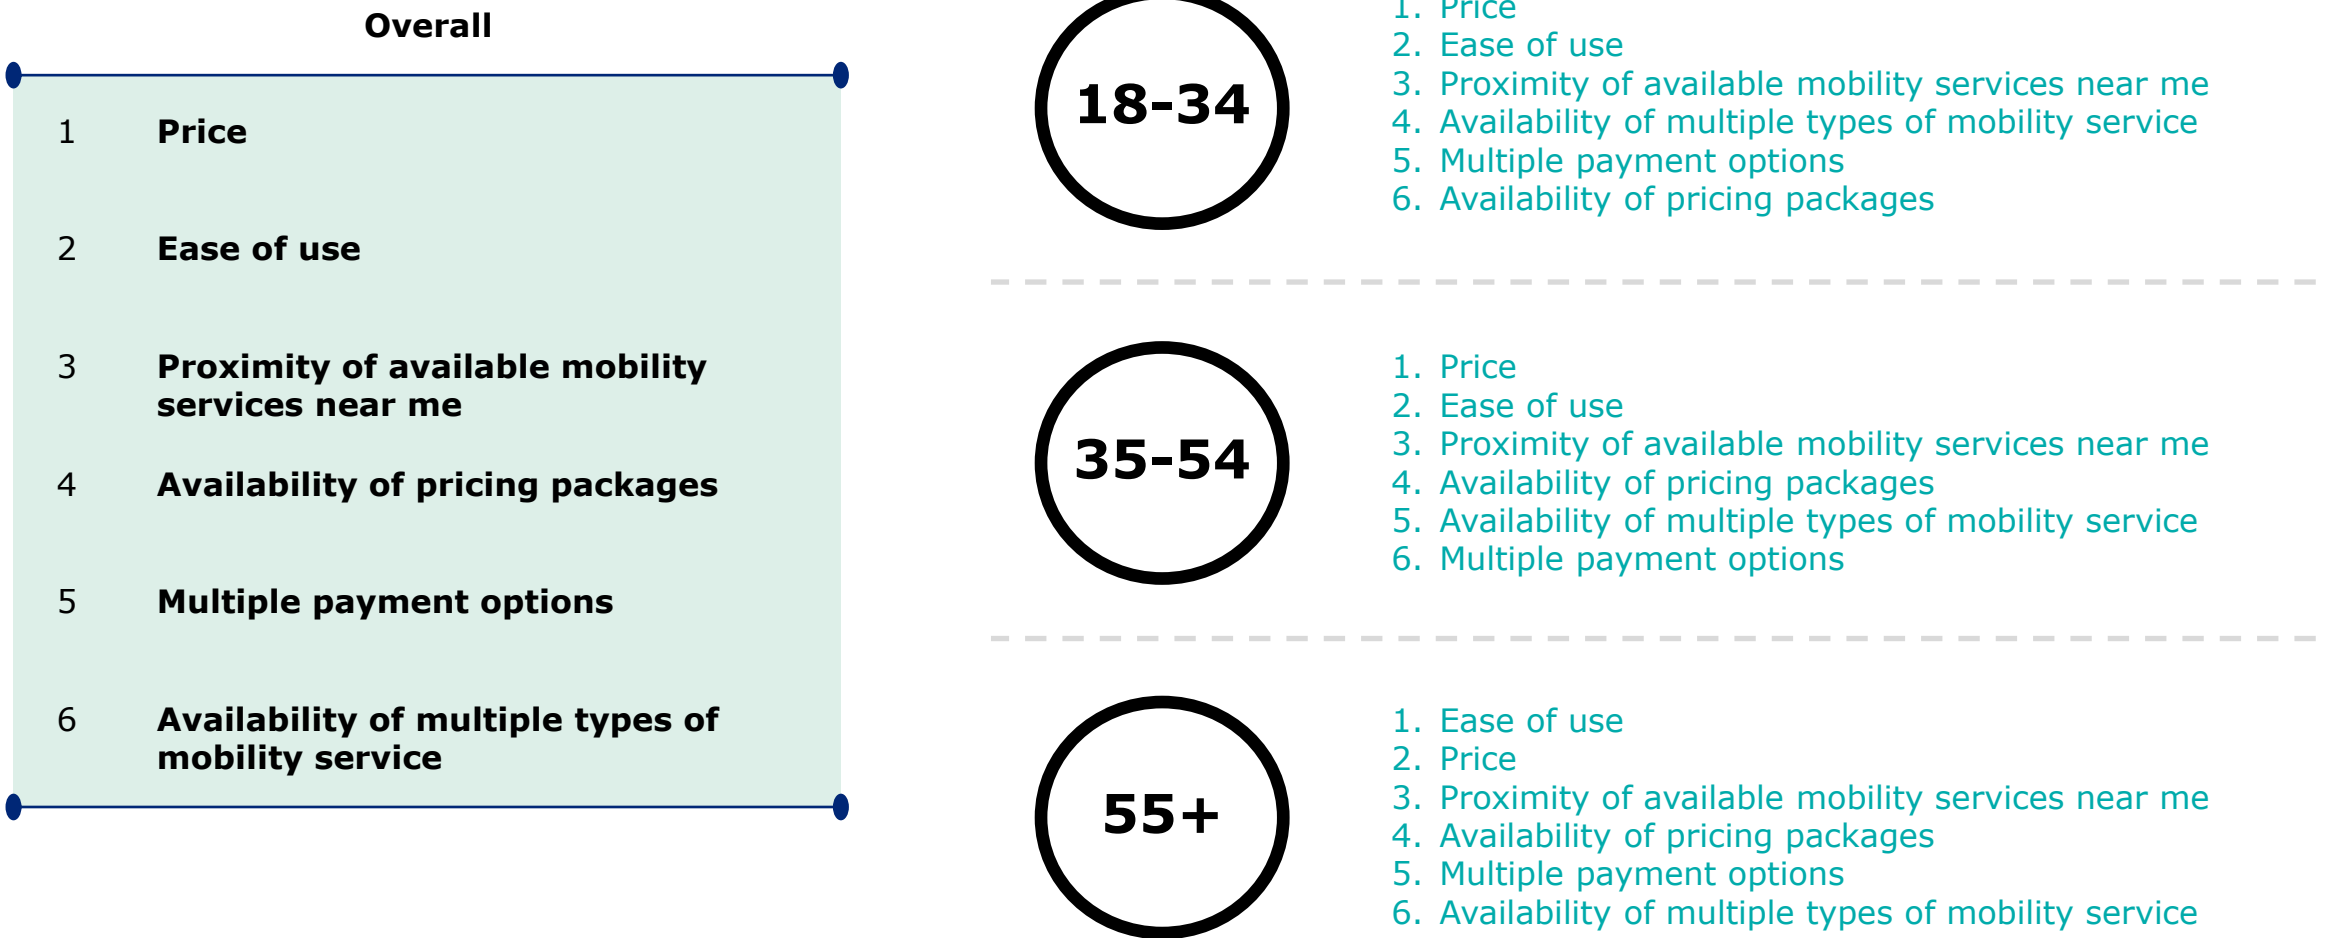 Overall
1 Price
2 Ease of use
3 Proximity of available mobility
services near me
4 Availability of pricing packages
5 Multiple payment options
6 Availability of multiple types of
mobility service
18-34
1. Price
2. Ease of use
3. Proximity of available mobility services near me
4. Availability of multiple types of mobility service
5. Multiple payment options
6. Availability of pricing packages
35-54
1. Price
2. Ease of use
3. Proximity of available mobility services near me
4. Availability of pricing packages
5. Availability of multiple types of mobility service
6. Multiple payment options
55+
1. Ease of use
2. Price
3. Proximity of available mobility services near me
4. Availability of pricing packages
5. Multiple payment options
6. Availability of multiple types of mobility service